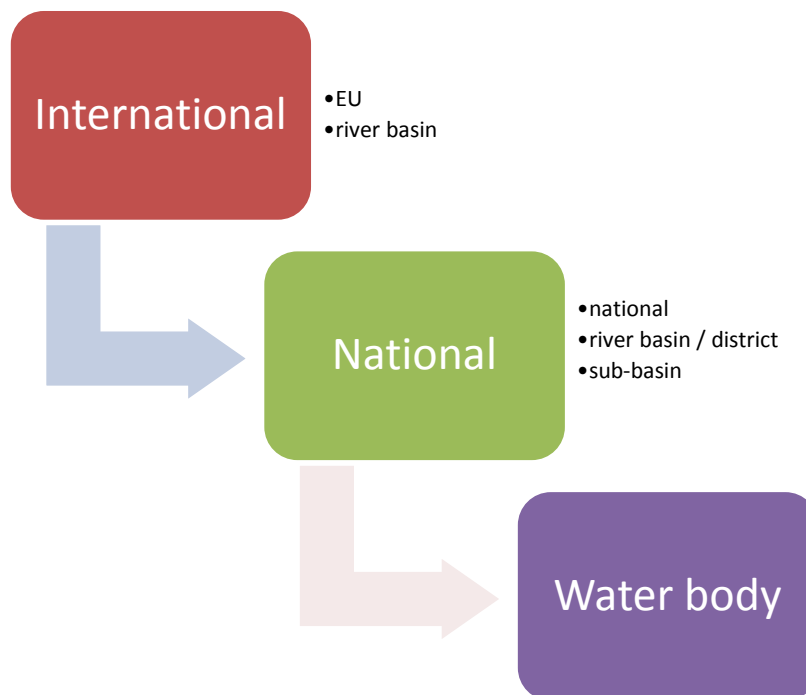 International
•EU
•river basin
National
•national
•river basin / district
•sub-basin
Water body